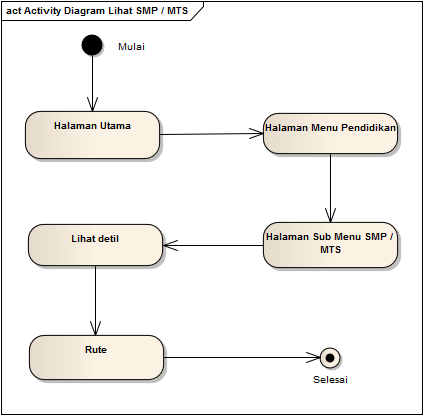 act Activity Diagram Lihat SMP / MTS
Mulai
Halaman Utama
Halaman Menu Pendidikan
Halaman Sub Menu SMP /
MTS
Lihat detil
Rute
Selesai